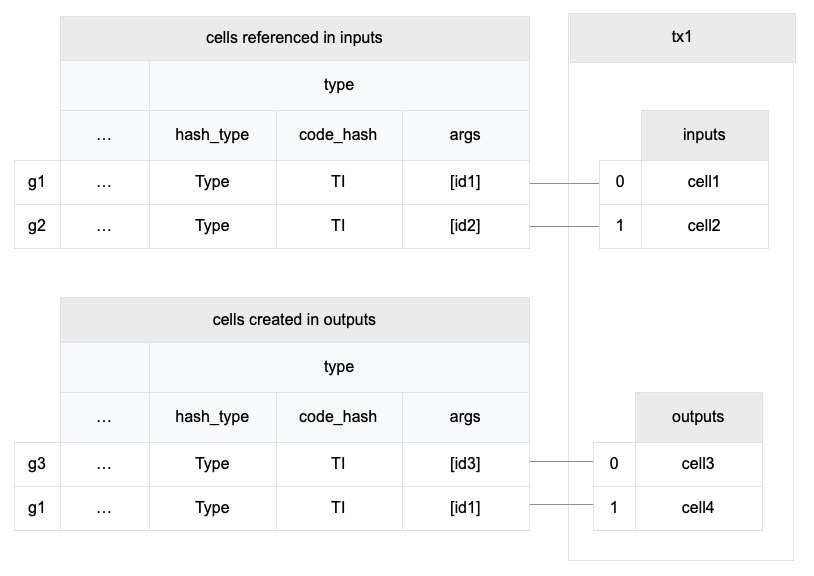 cells referenced in inputs
tx1
type
... hash_type code_hash args
inputs
g1 ... Type TI [id1] 0 cell1
g2 ... Type TI [id2] 1 cell2
cells created in outputs
type
... hash_type code_hash args
outputs
g3 ... Type TI [id3] 0 cell3
g1 ... Type TI [id1] 1 cell4